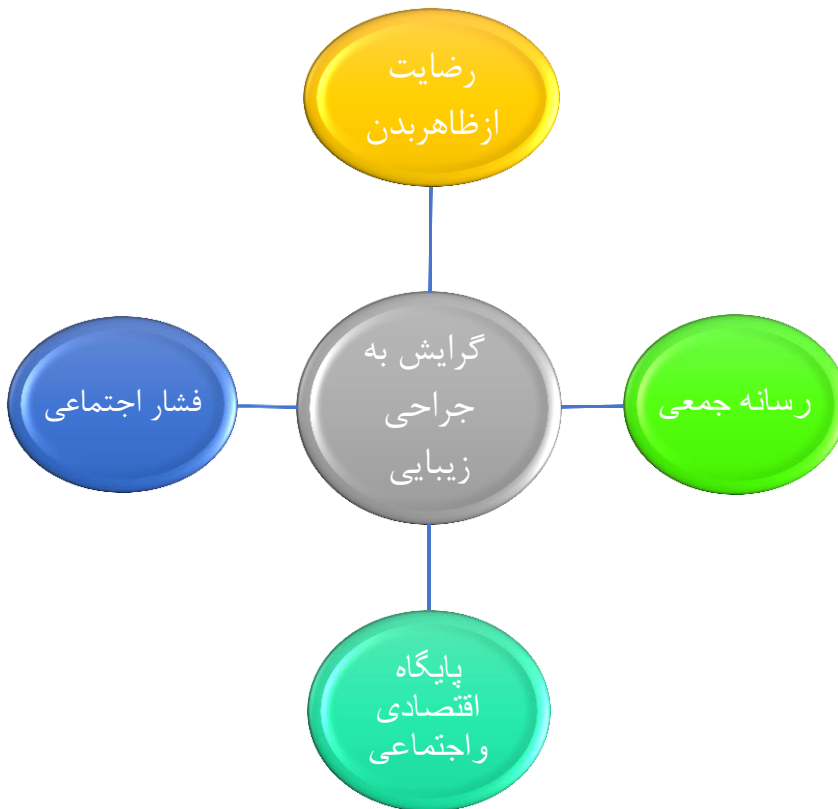 رضایت
ازظاهربدن
فشار اجتماعی
گرایش به
جراحی
زیبایی
رسانه جمعی
پایگاه
اقتصادی
واجتماعی